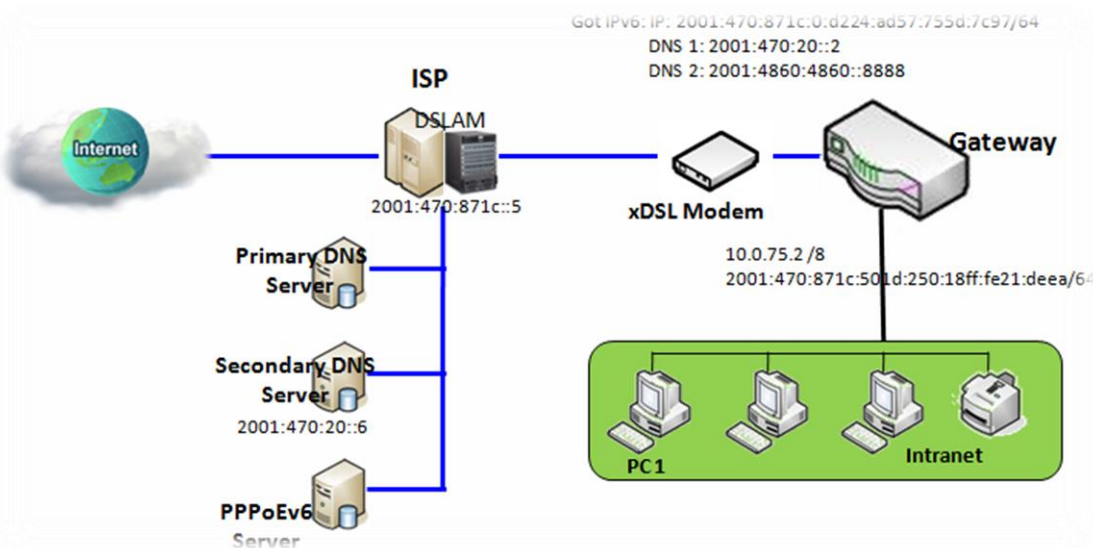 Got IPv6: IP: 2001:470:871c:0:d224:ad57:755d:7c97/64
DNS 1: 2001:470:20::2
DNS 2: 2001:4860:4860::8888
ISP
DSLAM
Internet
Gateway
2001:470:871c::5
xDSL Modem
Primary DNS
Server
10.0.75.2 /8
2001:470:871c:501d:250:18ff:fe21:deea/64
Secondary DNS
Server
2001:470:20::6
PC1
Intranet
PPPoEv6
Server